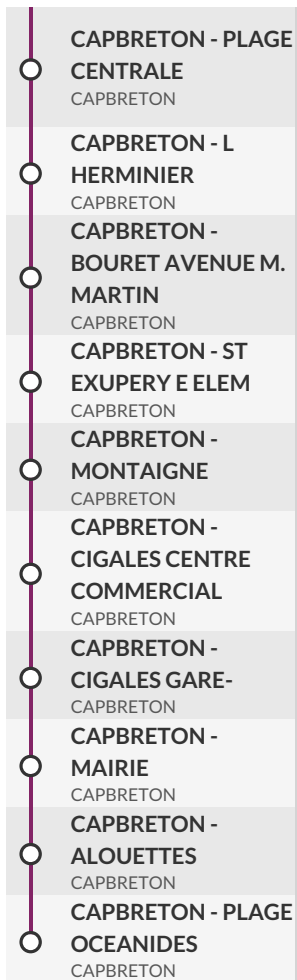 CAPBRETON - PLAGE
CENTRALE
CAPBRETON
CAPBRETON - L
HERMINIER
CAPBRETON
CAPBRETON -
BOURET AVENUE M.
MARTIN
CAPBRETON
CAPBRETON - ST
EXUPERY E ELEM
CAPBRETON
CAPBRETON -
MONTAIGNE
CAPBRETON
CAPBRETON -
CIGALES CENTRE
COMMERCIAL
CAPBRETON
CAPBRETON -
CIGALES GARE-
CAPBRETON
CAPBRETON -
MAIRIE
CAPBRETON
CAPBRETON -
ALOUETTES
CAPBRETON
CAPBRETON - PLAGE
OCEANIDES
CAPBRETON